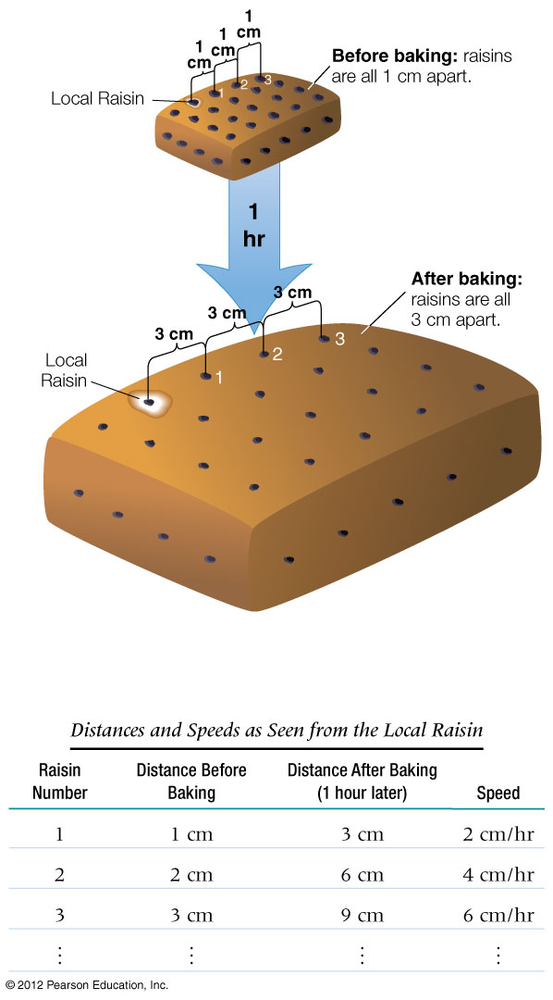 1
cm
1
cm
1
cm
Before baking: raisins
are all 1 cm apart.
Local Raisin
1
2
3
1
hr
After baking:
raisins are all
3 cm apart.
3 cm
3 cm
3 cm
Local
Raisin
1
2
3
Distances and Speeds as Seen from the Local Raisin
Raisin Number Distance Before Baking Distance After Baking (1 hour later) Speed
1 1 cm 3 cm 2 cm/hr
2 2 cm 6 cm 4 cm/hr
3 3 cm 9 cm 6 cm/hr
⋮ ⋮ ⋮ ⋮
© 2012 Pearson Education, Inc.